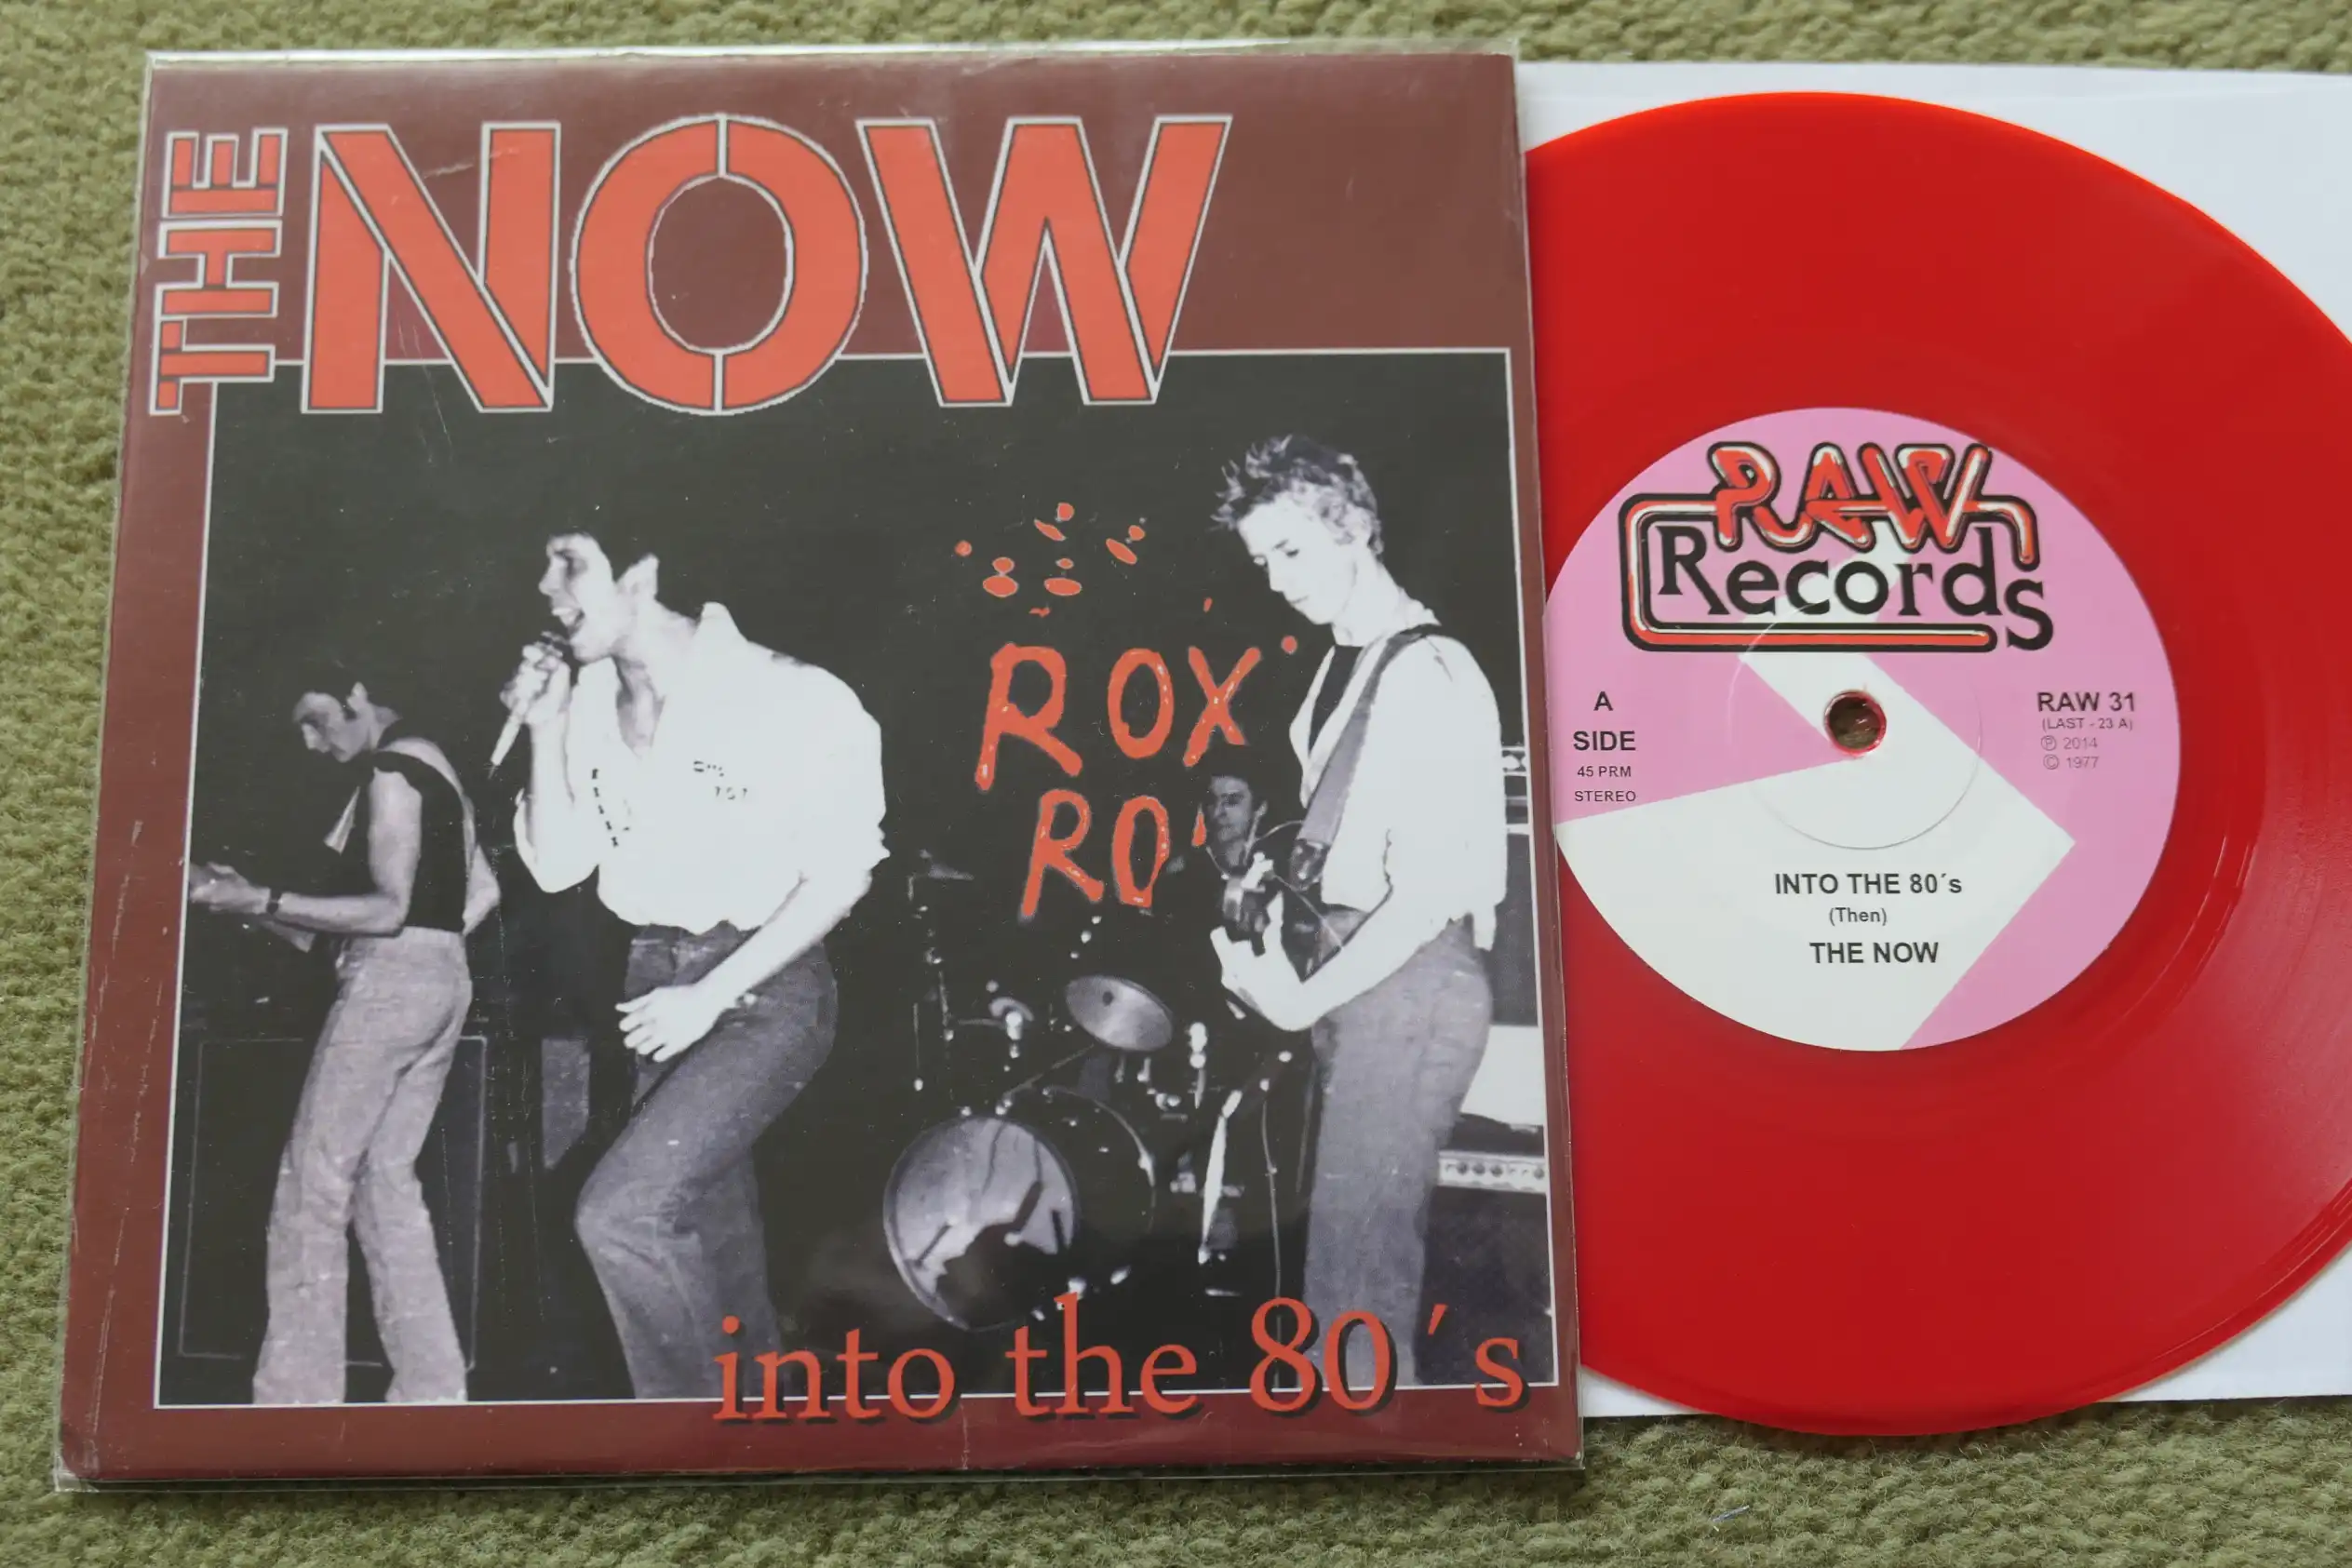 THE NOW
ROX
RO
into the 80´s
RAW
Records
A
SIDE
45 PRM
STEREO
RAW 31
(LAST - 23 A)
℗ 2014
© 1977
INTO THE 80´s
(Then)
THE NOW